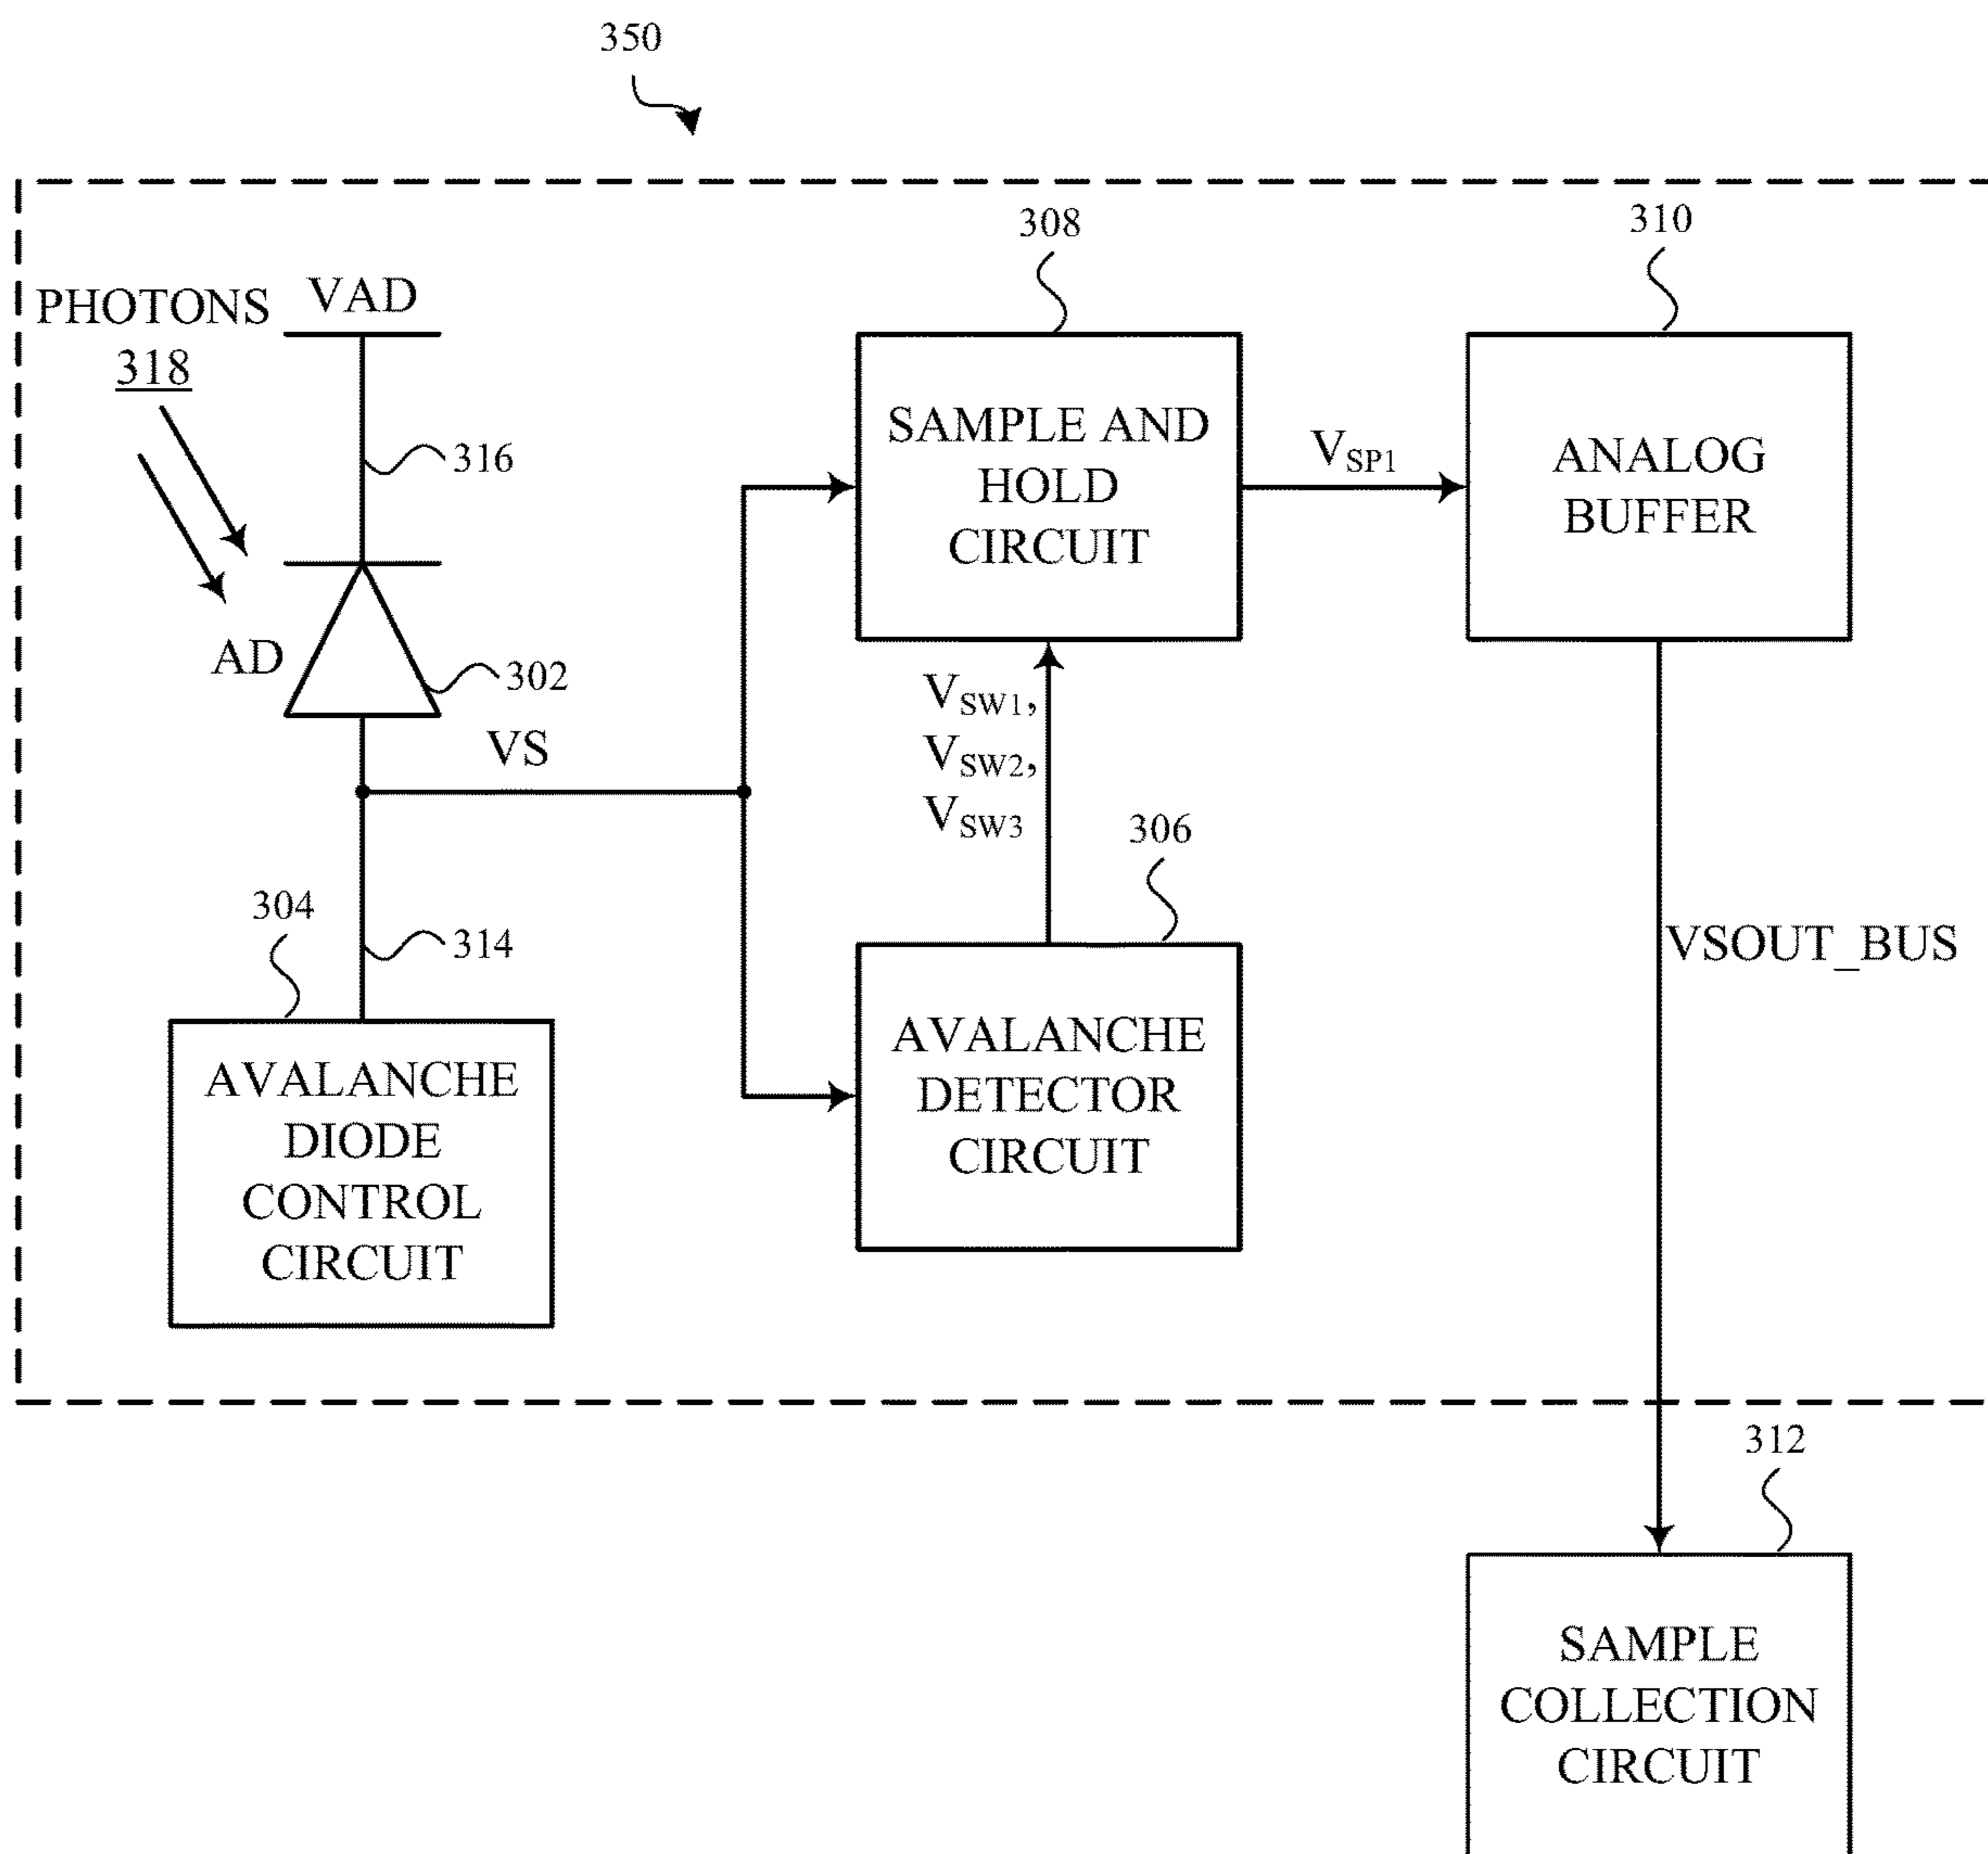 350
308
310
PHOTONS
318
VAD
316
SAMPLE AND
HOLD
CIRCUIT
VSP1
ANALOG
BUFFER
AD
302
VS
VSW1,
VSW2,
VSW3
306
304
314
VSOUT_BUS
AVALANCHE
DIODE
CONTROL
CIRCUIT
AVALANCHE
DETECTOR
CIRCUIT
312
SAMPLE
COLLECTION
CIRCUIT